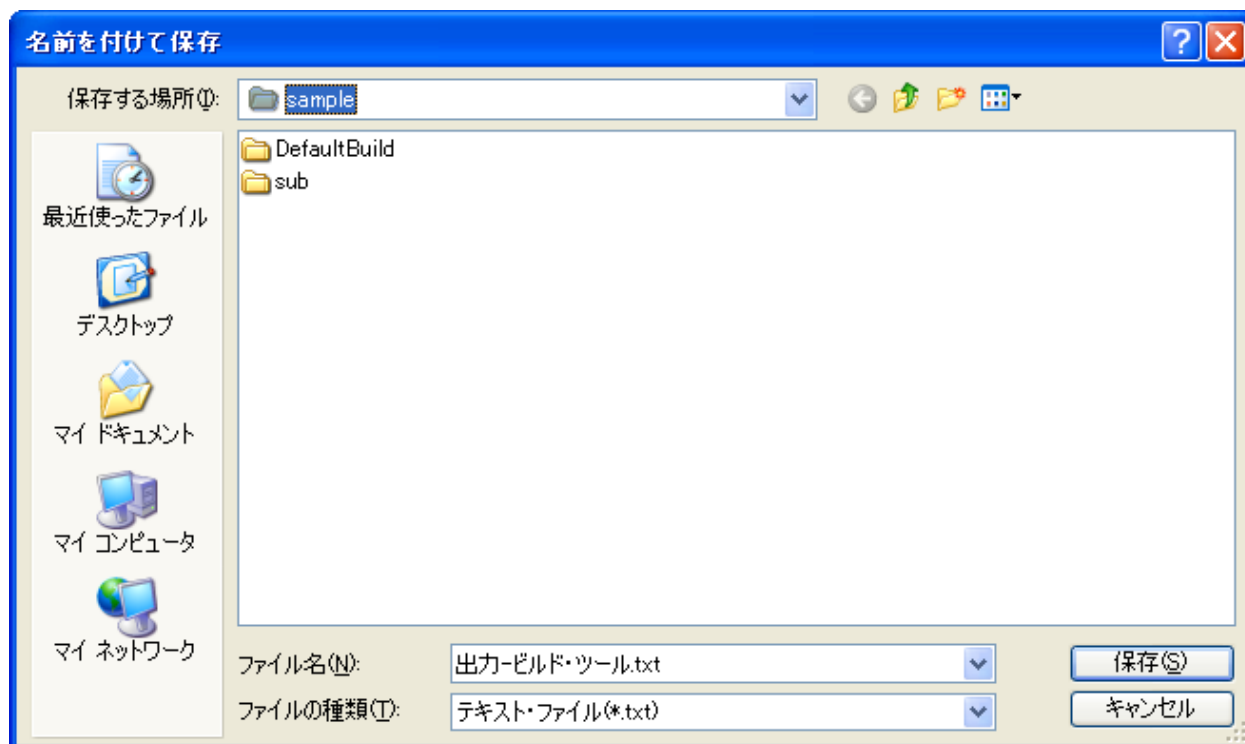 名前を付けて保存
保存する場所(I):
sample
DefaultBuild
sub
最近使ったファイル
デスクトップ
マイ ドキュメント
マイ コンピュータ
マイ ネットワーク
ファイル名(N):
出力-ビルド・ツール.txt
保存(S)
ファイルの種類(T):
テキスト・ファイル(*.txt)
キャンセル